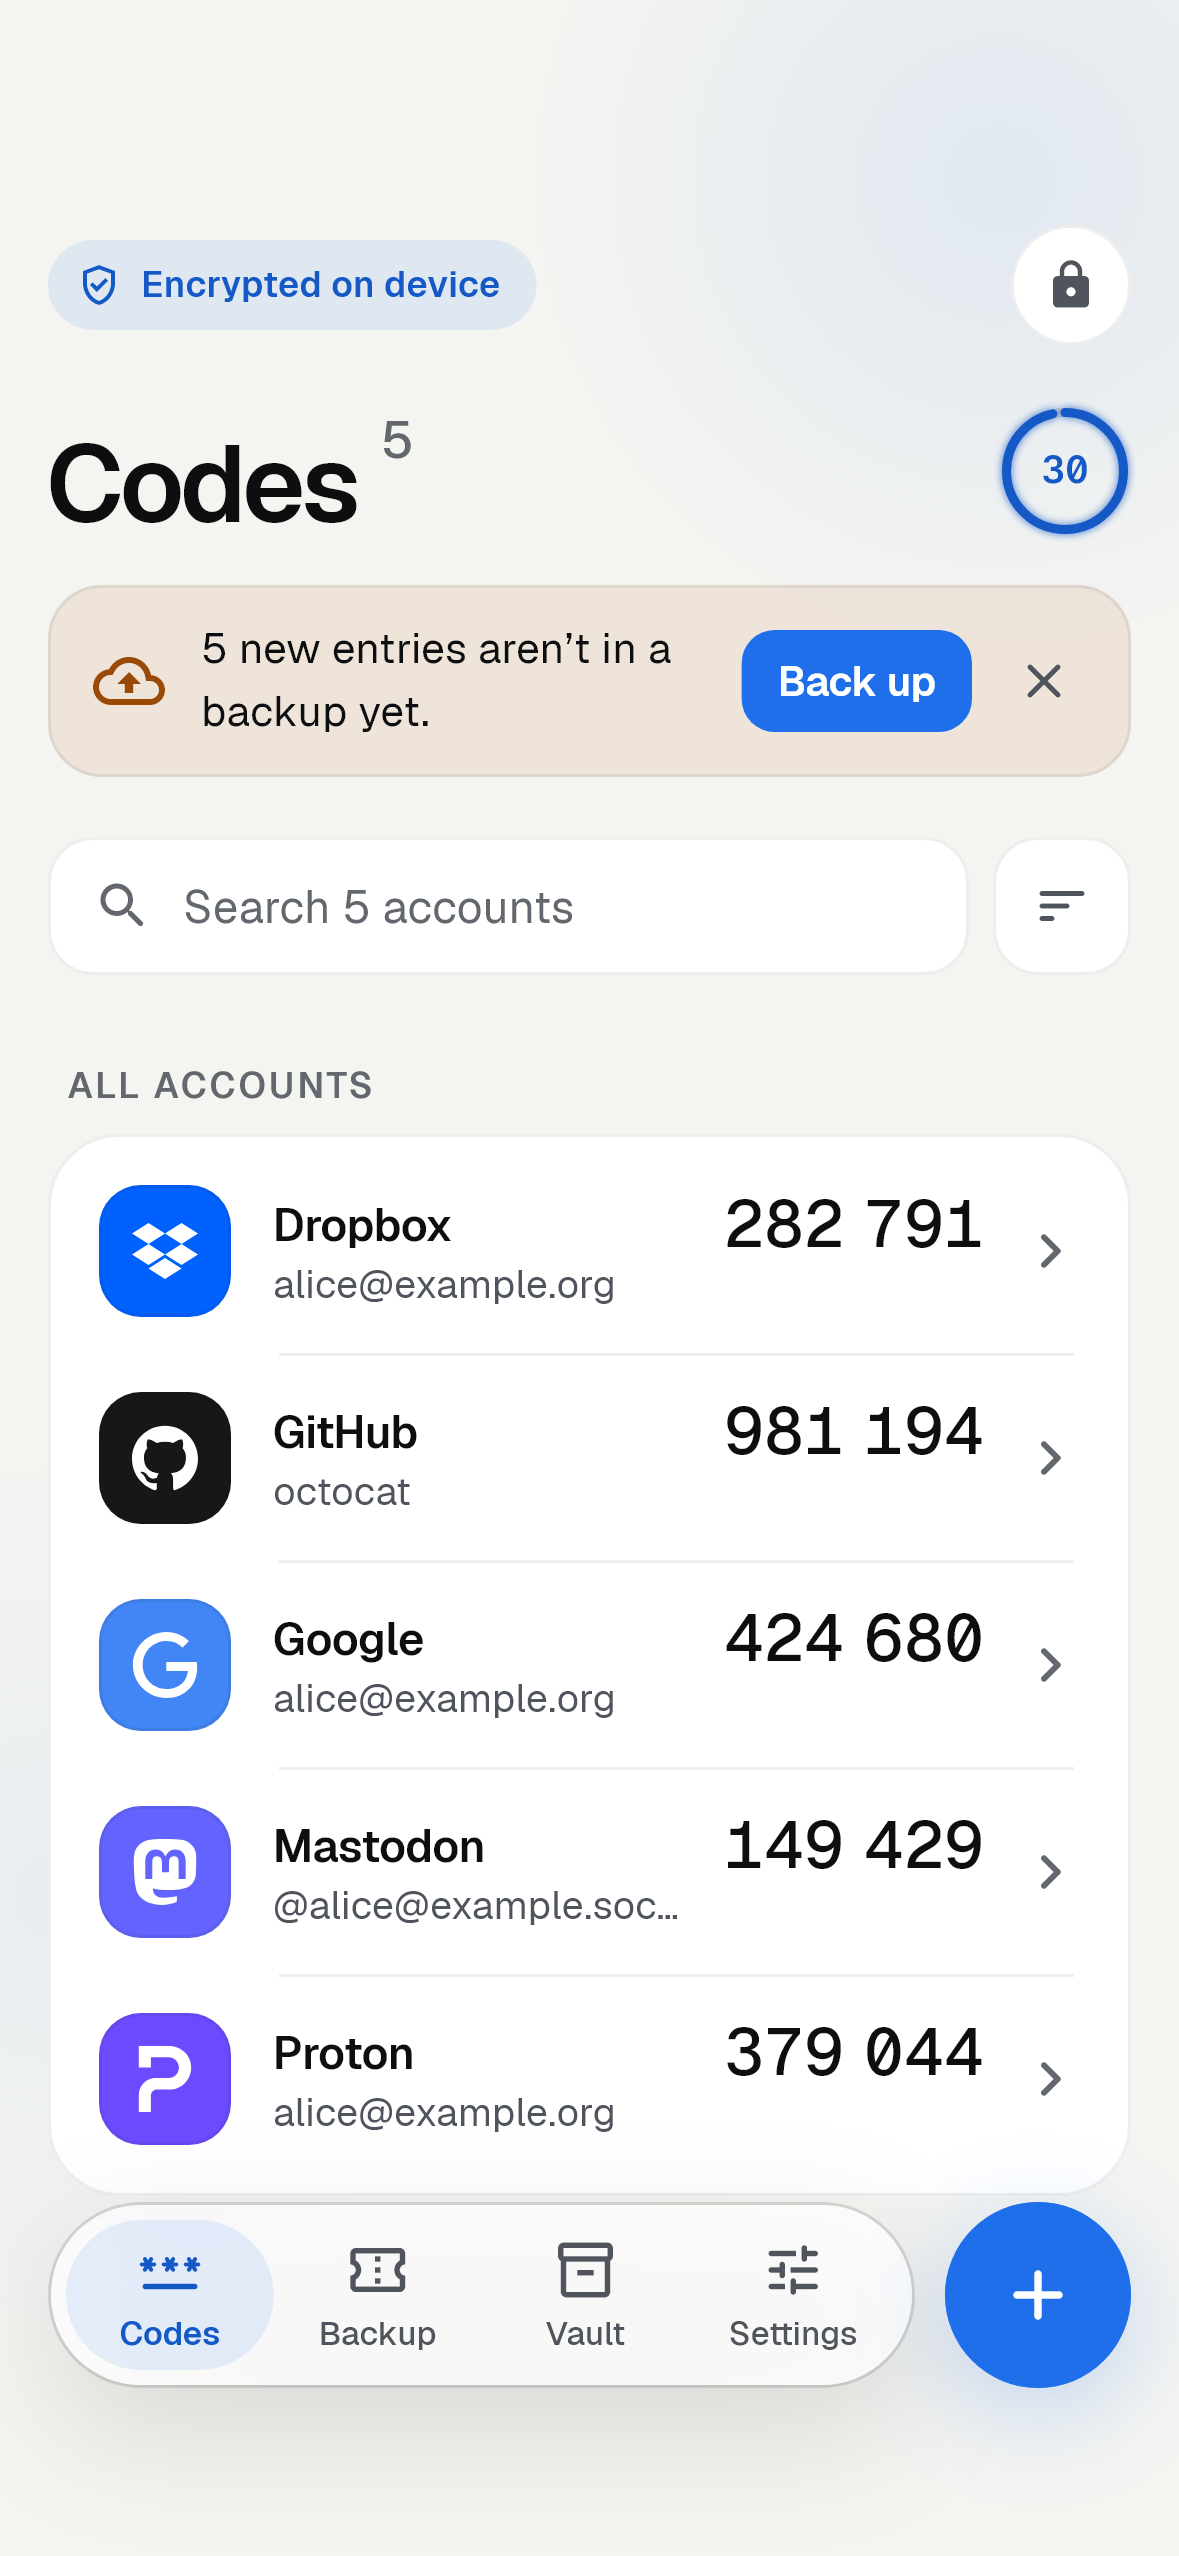 Encrypted on device
Codes 5
30
5 new entries aren’t in a
backup yet.
Back up
Search 5 accounts
ALL ACCOUNTS
Dropbox
282 791
alice@example.org
GitHub
981 194
octocat
Google
424 680
alice@example.org
Mastodon
149 429
@alice@example.soc…
Proton
379 044
alice@example.org
Codes
Backup
Vault
Settings